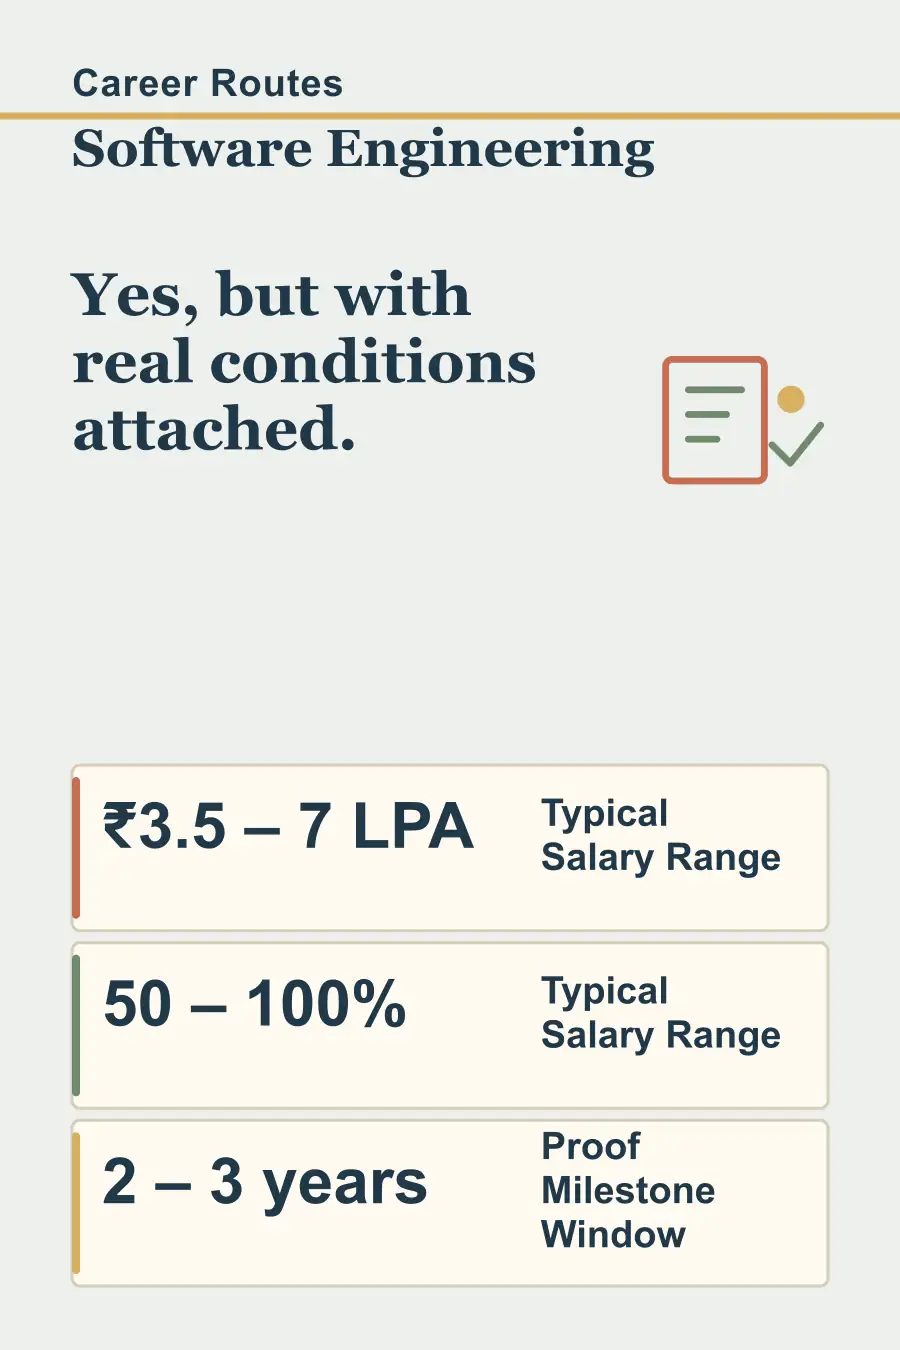 Career Routes
Software Engineering
Yes, but with
real conditions
attached.
₹3.5 – 7 LPA
Typical
Salary Range
50 – 100%
Typical
Salary Range
2 – 3 years
Proof
Milestone
Window